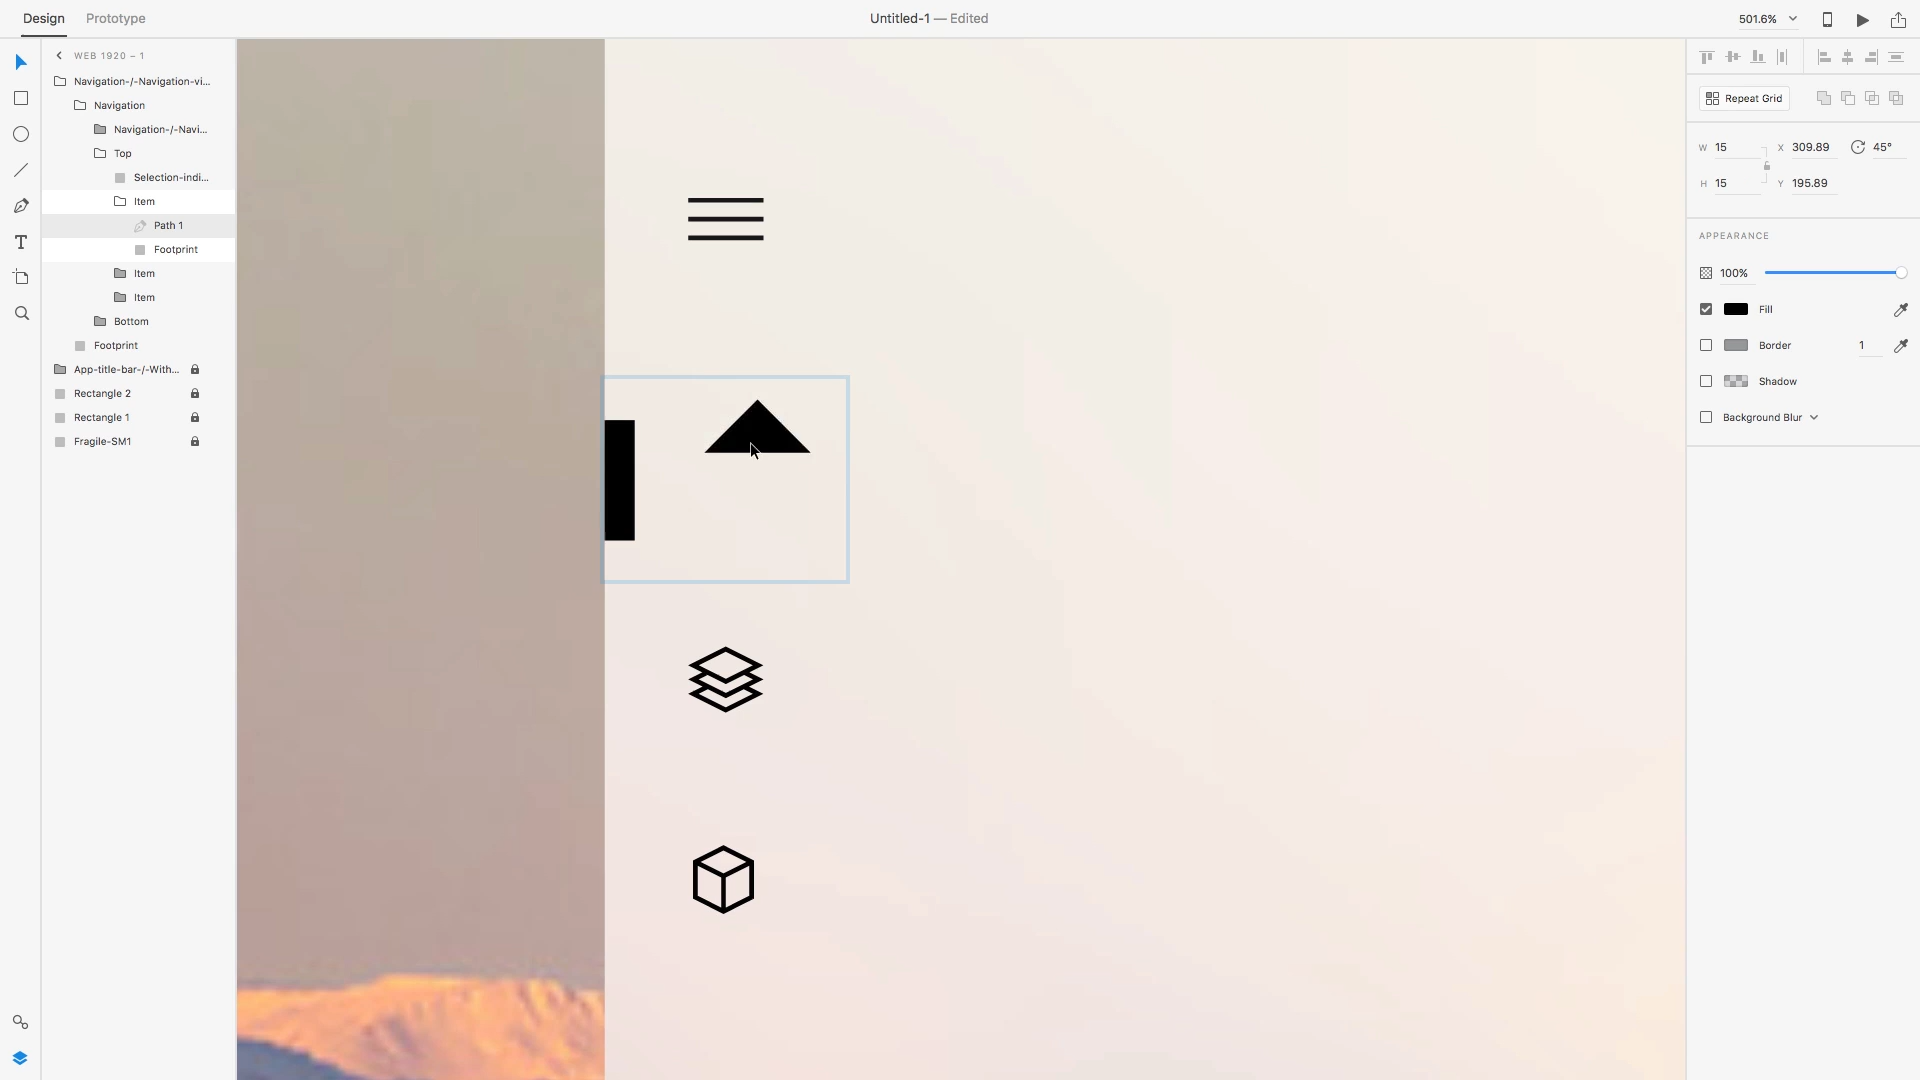 Design Prototype
Untitled-1 — Edited
501.6%
WEB 1920 – 1
Navigation-/-Navigation-vi...
Navigation
Navigation-/-Navi...
Top
Selection-indi...
Item
Path 1
Footprint
Item
Item
Bottom
Footprint
App-title-bar-/-With...
Rectangle 2
Rectangle 1
Fragile-SM1
Repeat Grid
W 15 X 309.89 45°
H 15 Y 195.89
APPEARANCE
100%
Fill
Border 1
Shadow
Background Blur